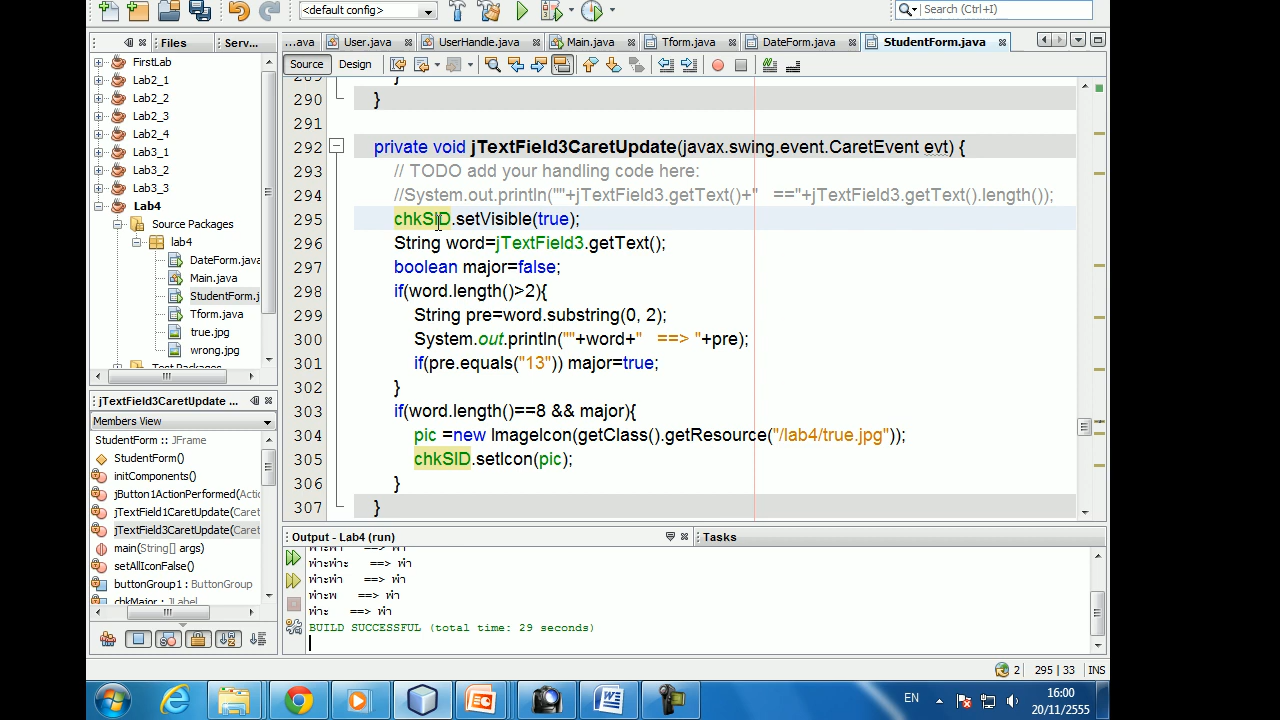 <default config>
Search (Ctrl+I)
Files
Serv...
...ava
User.java
UserHandle.java
Main.java
Tform.java
DateForm.java
StudentForm.java
FirstLab
Lab2_1
Lab2_2
Lab2_3
Lab2_4
Lab3_1
Lab3_2
Lab3_3
Lab4
Source Packages
lab4
DateForm.java
Main.java
StudentForm.j
Tform.java
true.jpg
wrong.jpg
Test Packages
Source
Design
289 }
290 }
291
292 private void jTextField3CaretUpdate(javax.swing.event.CaretEvent evt) {
293 // TODO add your handling code here:
294 //System.out.println(""+jTextField3.getText()+"   =="+jTextField3.getText().length());
295 chkSID.setVisible(true);
296 String word=jTextField3.getText();
297 boolean major=false;
298 if(word.length()>2){
299 String pre=word.substring(0, 2);
300 System.out.println(""+word+"   ==> "+pre);
301 if(pre.equals("13")) major=true;
302 }
303 if(word.length()==8 && major){
304 pic =new ImageIcon(getClass().getResource("/lab4/true.jpg"));
305 chkSID.setIcon(pic);
306 }
307 }
jTextField3CaretUpdate ...
Members View
StudentForm :: JFrame
StudentForm()
initComponents()
jButton1ActionPerformed(Actio
jTextField1CaretUpdate(Caret
jTextField3CaretUpdate(Caret
main(String[] args)
setAllIconFalse()
buttonGroup1 : ButtonGroup
chkMajor : JLabel
Output - Lab4 (run)
Tasks
พ่าะพ่าะ   ==> พ่า
พ่าะพ่า   ==> พ่า
พ่าะพ   ==> พ่า
พ่าะ   ==> พ่า
BUILD SUCCESSFUL (total time: 29 seconds)
2
295 | 33
INS
EN
16:00
20/11/2555